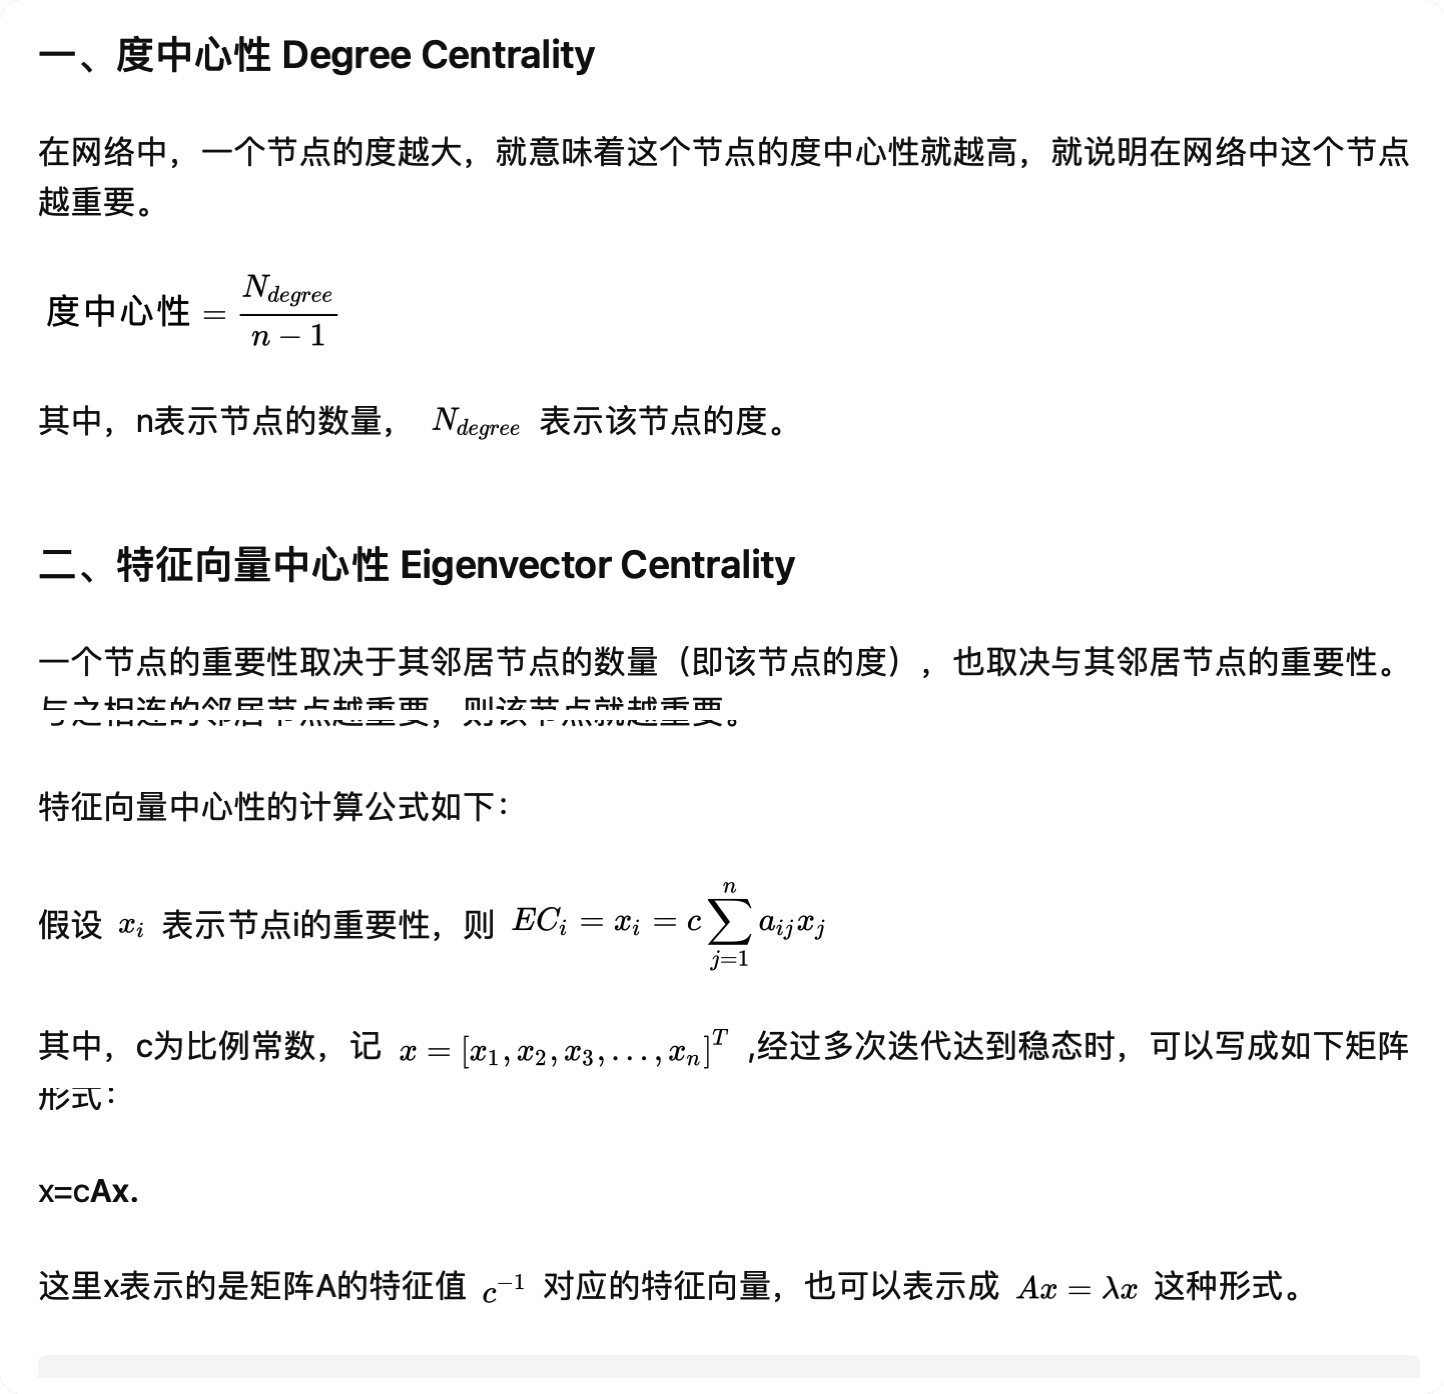 一、度中心性 Degree Centrality
在网络中，一个节点的度越大，就意味着这个节点的度中心性就越高，就说明在网络中这个节点
越重要。
度中心性 = N_{degree} / (n − 1)
其中，n表示节点的数量， N_{degree} 表示该节点的度。
二、特征向量中心性 Eigenvector Centrality
一个节点的重要性取决于其邻居节点的数量（即该节点的度），也取决与其邻居节点的重要性。
与之相连的邻居节点越重要，则该节点就越重要。
特征向量中心性的计算公式如下：
假设 x_i 表示节点i的重要性，则 EC_i = x_i = c ∑_{j=1}^{n} a_{ij}x_j
其中，c为比例常数，记 x = [x_1, x_2, x_3, . . . , x_n]^T ,经过多次迭代达到稳态时，可以写成如下矩阵
形式：
x=cAx.
这里x表示的是矩阵A的特征值 c^{−1} 对应的特征向量，也可以表示成 Ax = λx 这种形式。